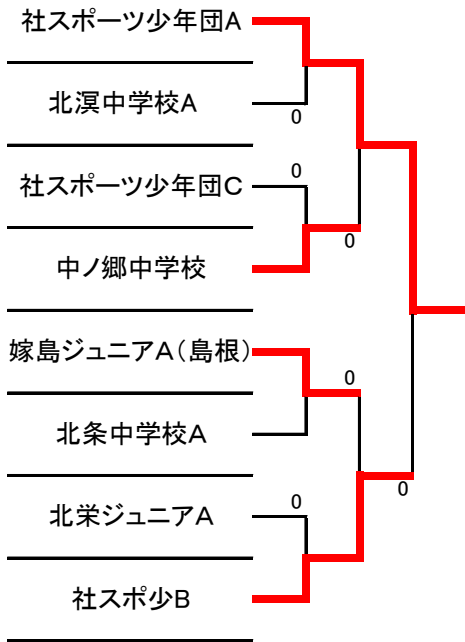 社スポーツ少年団A
北溟中学校A
0
0
社スポーツ少年団C
0
中ノ郷中学校
嫁島ジュニアA(島根)
0
北条中学校A
0
0
北栄ジュニアA
社スポ少B